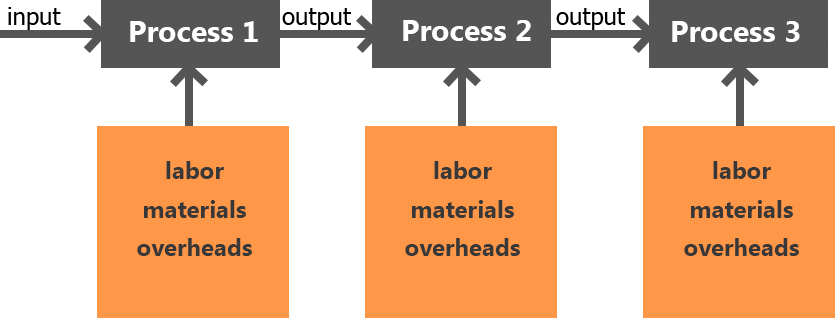 input
Process 1
output
Process 2
output
Process 3
labor
materials
overheads
labor
materials
overheads
labor
materials
overheads